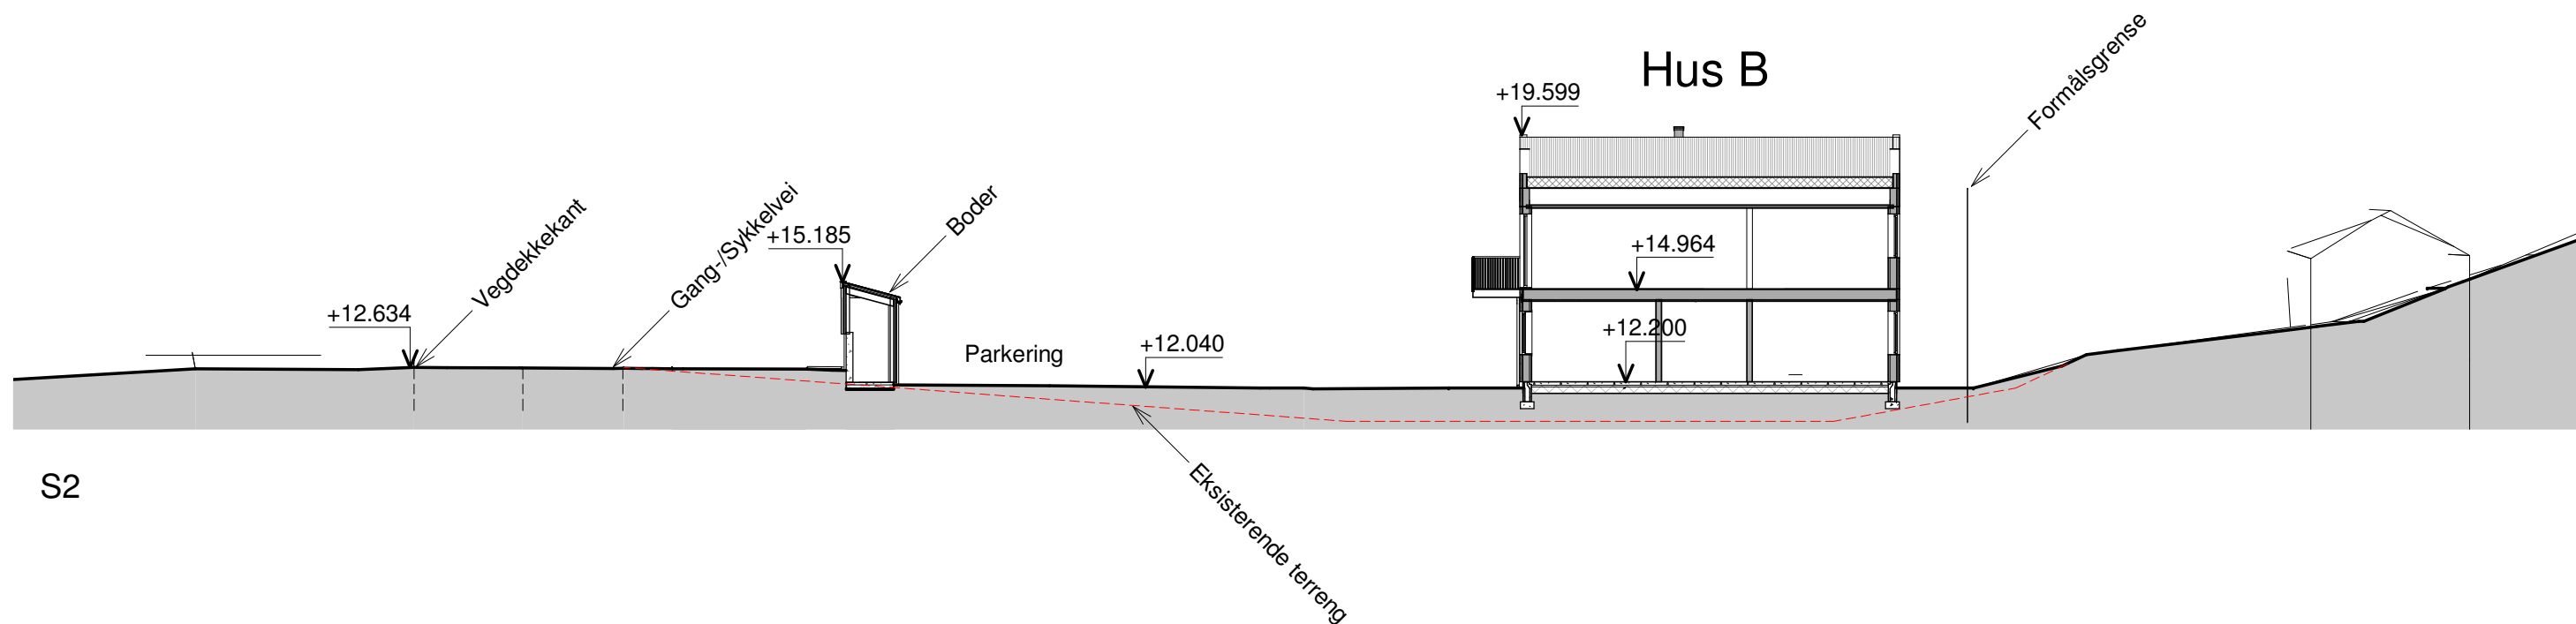 Hus B
Formålsgrense
+19.599
Vegdekkekant
Gang-/Sykkelvei
Boder
+15.185
+14.964
+12.634
+12.200
Parkering
+12.040
Eksisterende terreng
S2